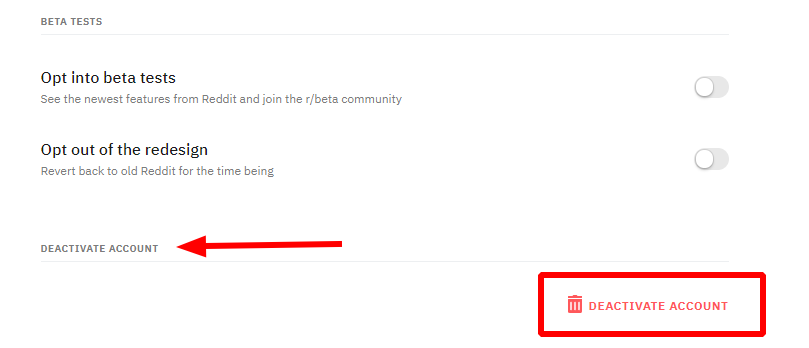 BETA TESTS
Opt into beta tests
See the newest features from Reddit and join the r/beta community
Opt out of the redesign
Revert back to old Reddit for the time being
DEACTIVATE ACCOUNT
DEACTIVATE ACCOUNT